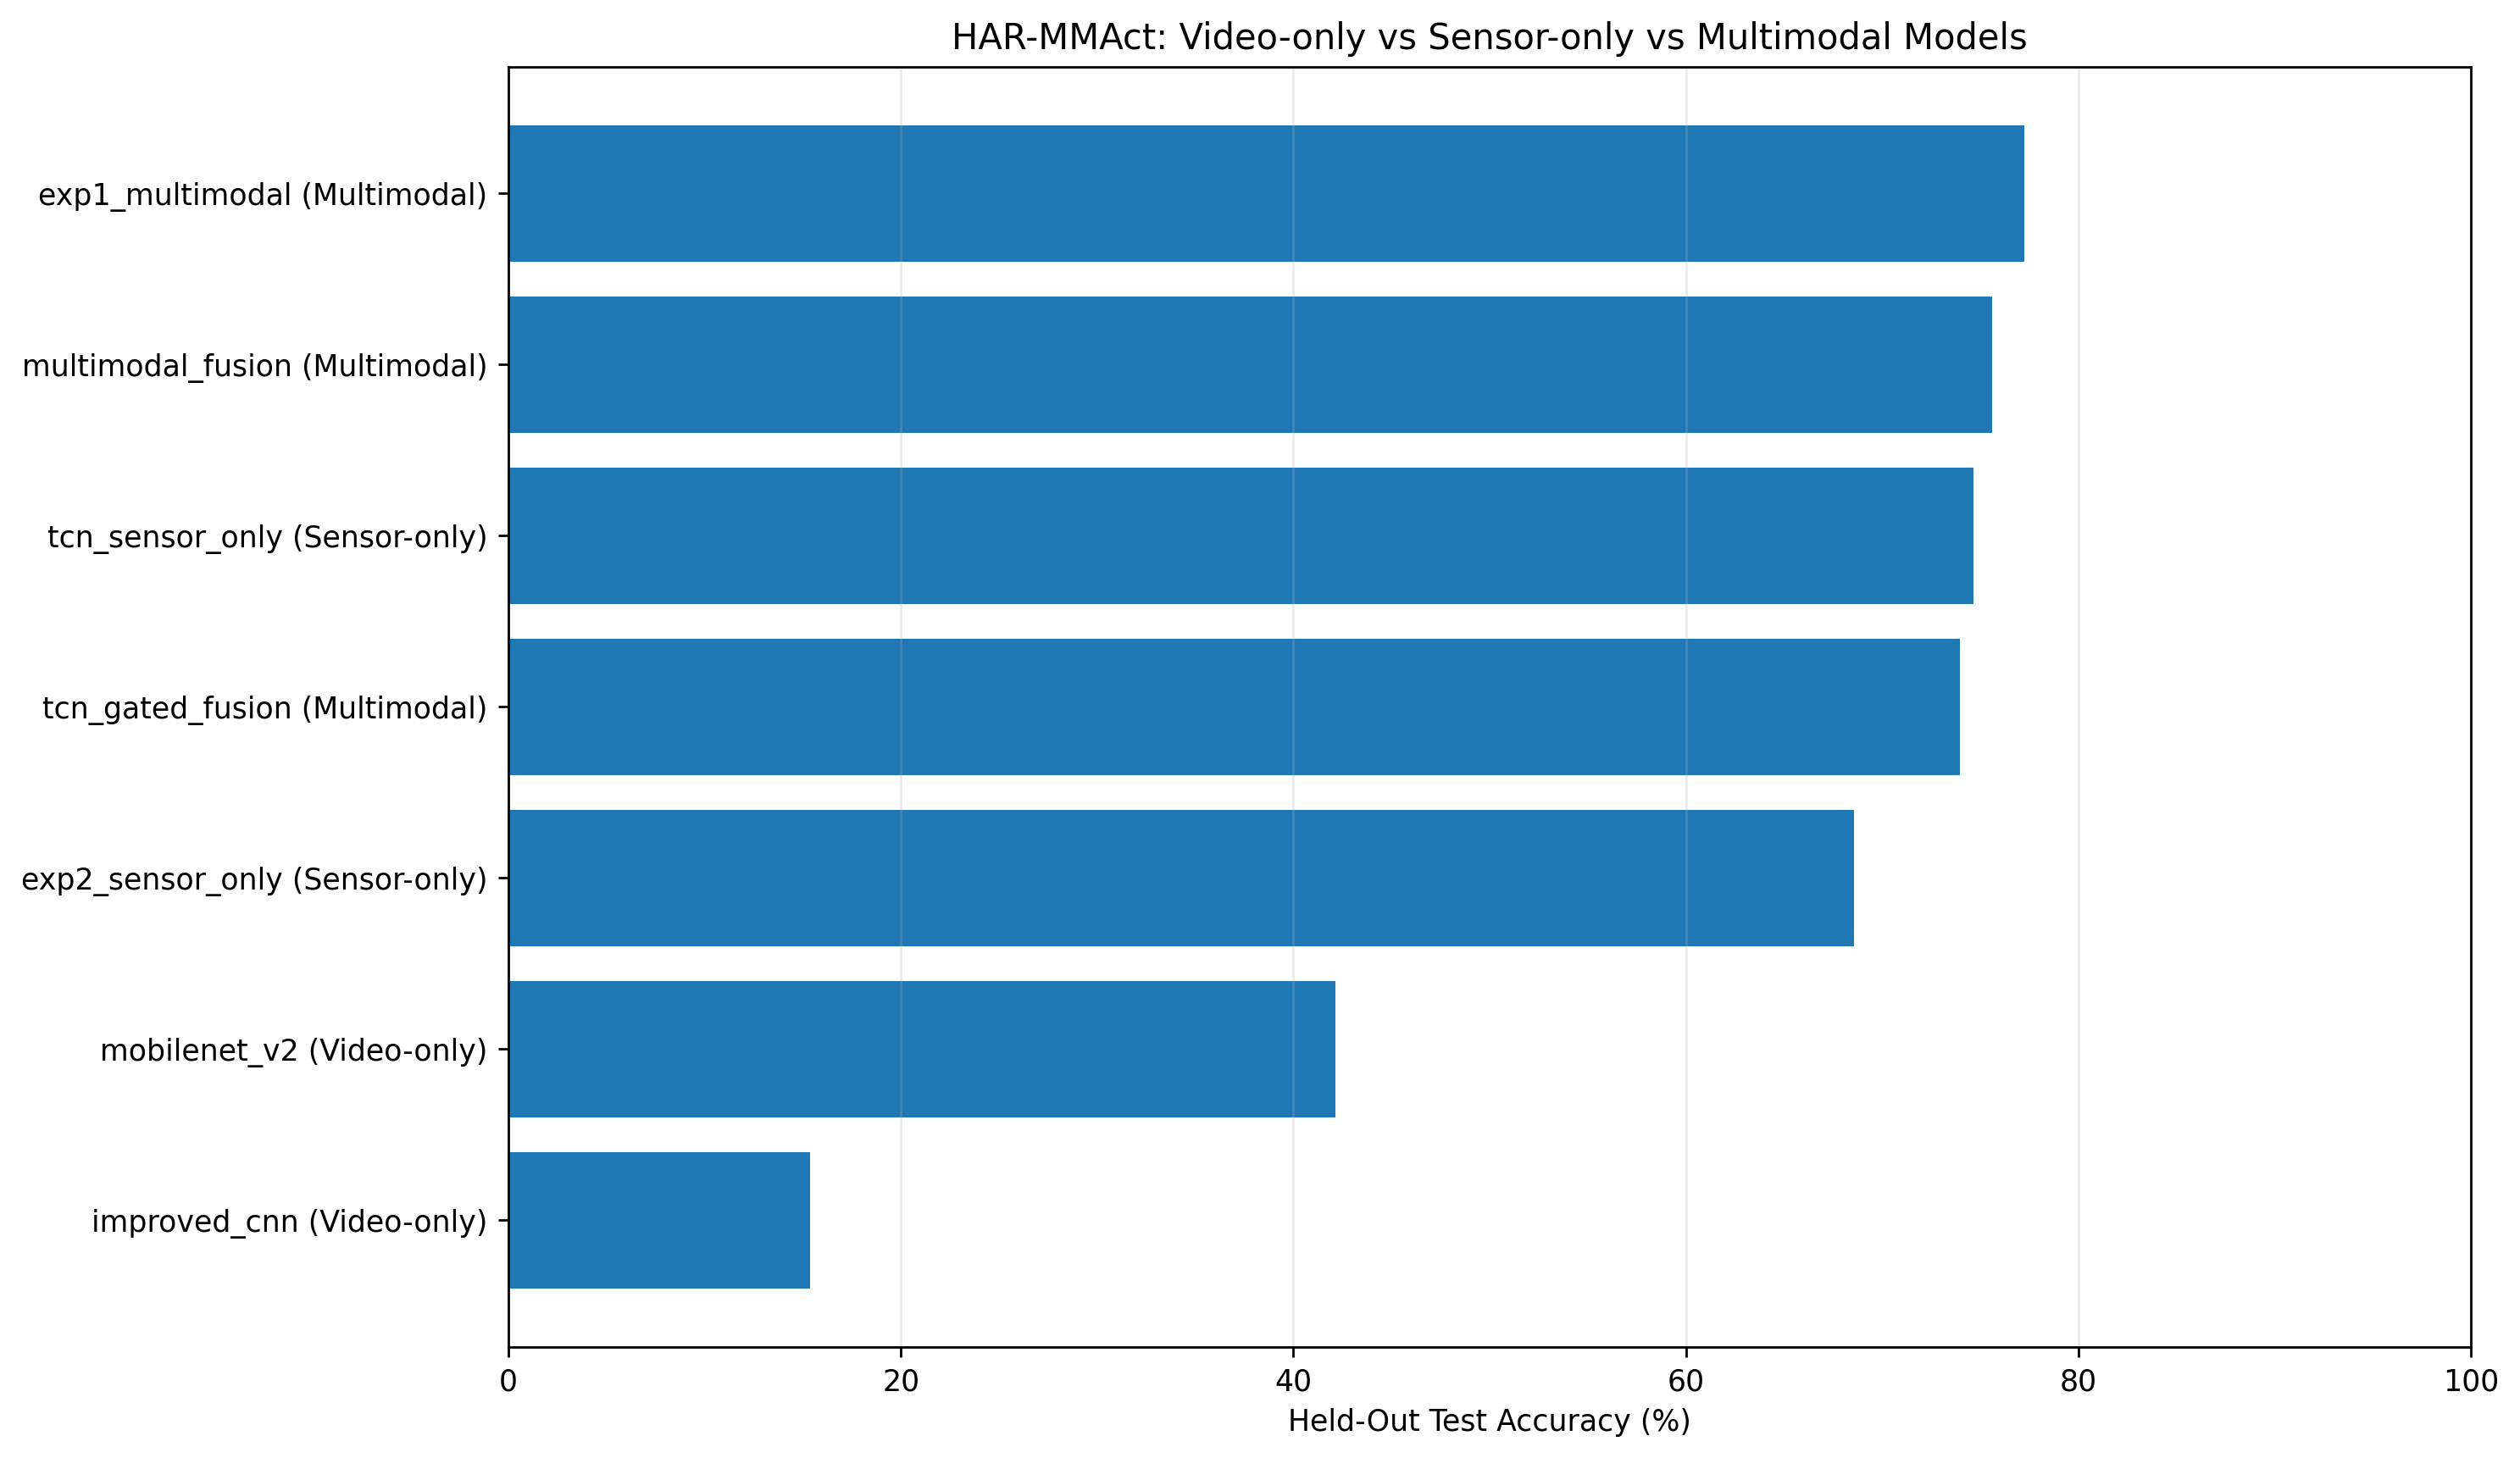 HAR-MMAct: Video-only vs Sensor-only vs Multimodal Models
exp1_multimodal (Multimodal)
multimodal_fusion (Multimodal)
tcn_sensor_only (Sensor-only)
tcn_gated_fusion (Multimodal)
exp2_sensor_only (Sensor-only)
mobilenet_v2 (Video-only)
improved_cnn (Video-only)
0 20 40 60 80 100
Held-Out Test Accuracy (%)